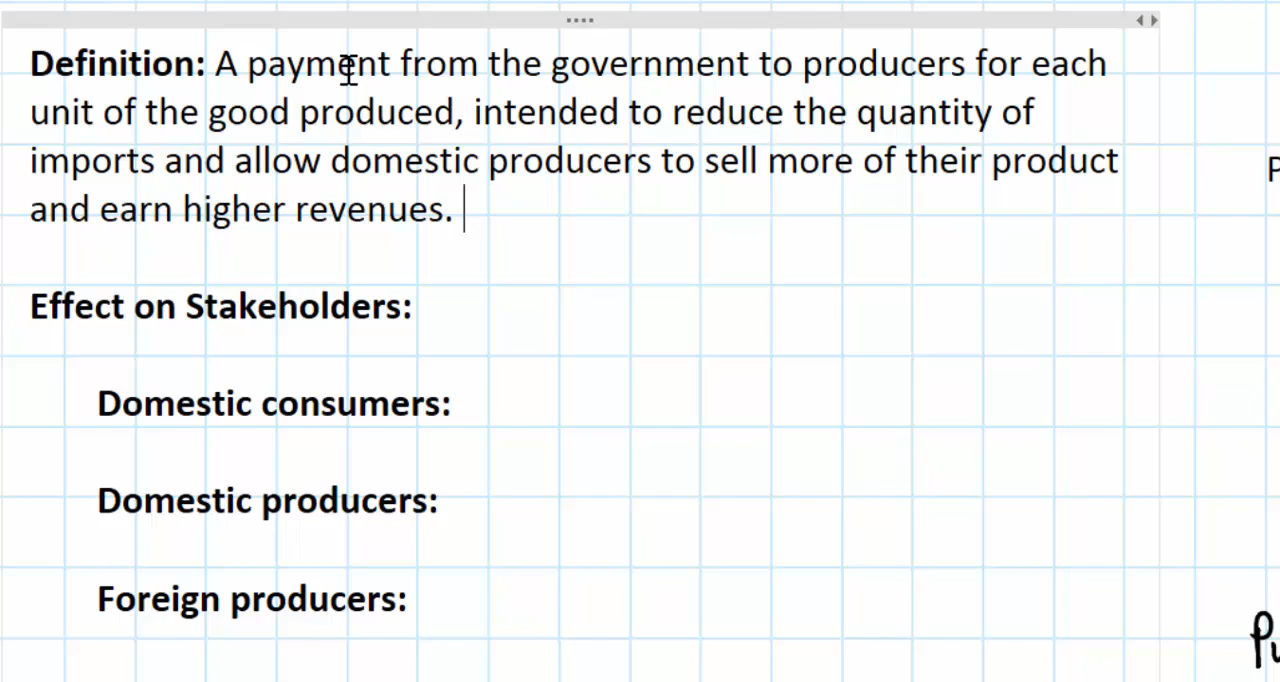 Definition: A payment from the government to producers for each
unit of the good produced, intended to reduce the quantity of
imports and allow domestic producers to sell more of their product
and earn higher revenues.
Effect on Stakeholders:
Domestic consumers:
Domestic producers:
Foreign producers: